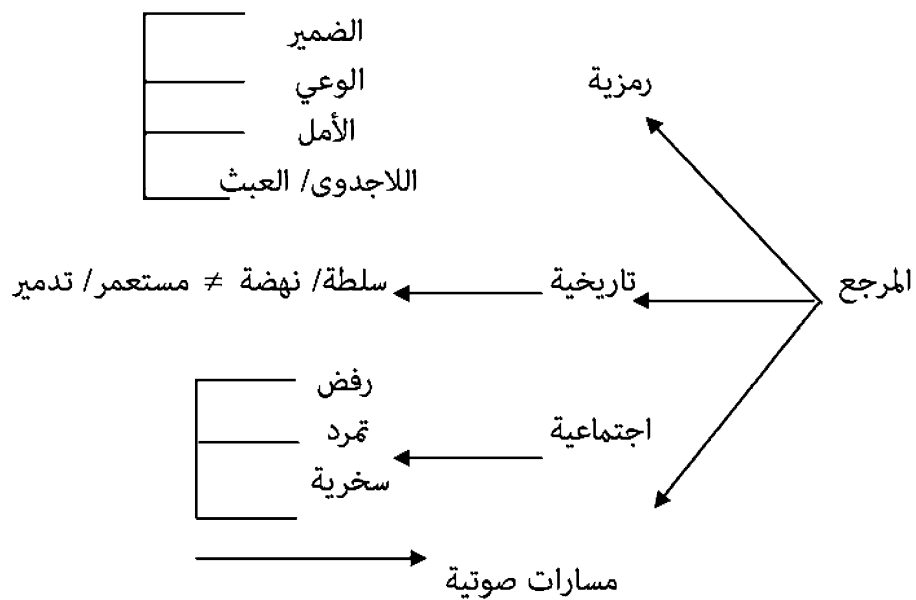 الضمير
رمزية
الوعي
الأمل
اللاجدوى/ العبث
المرجع
تاريخية
سلطة/ نهضة ≠ مستعمر/ تدمير
رفض
اجتماعية
تمرد
سخرية
مسارات صوتية